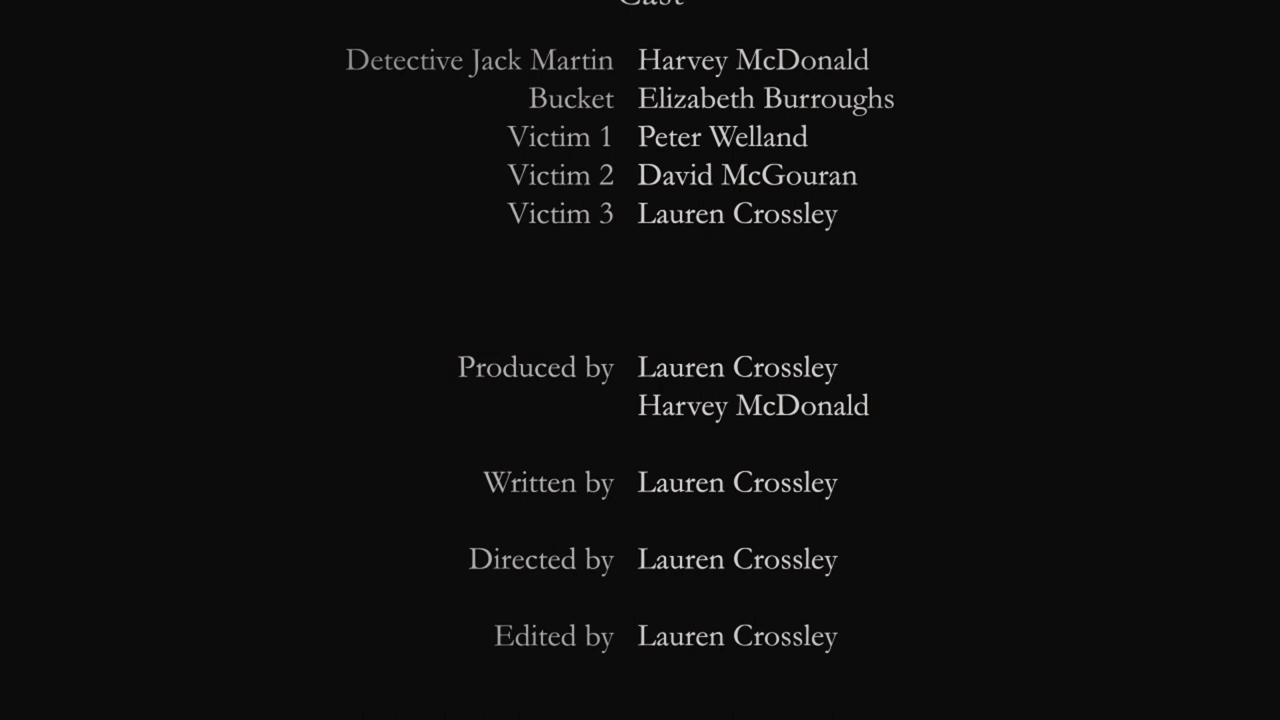 Cast
Detective Jack Martin Harvey McDonald
Bucket Elizabeth Burroughs
Victim 1 Peter Welland
Victim 2 David McGouran
Victim 3 Lauren Crossley
Produced by Lauren Crossley
Harvey McDonald
Written by Lauren Crossley
Directed by Lauren Crossley
Edited by Lauren Crossley